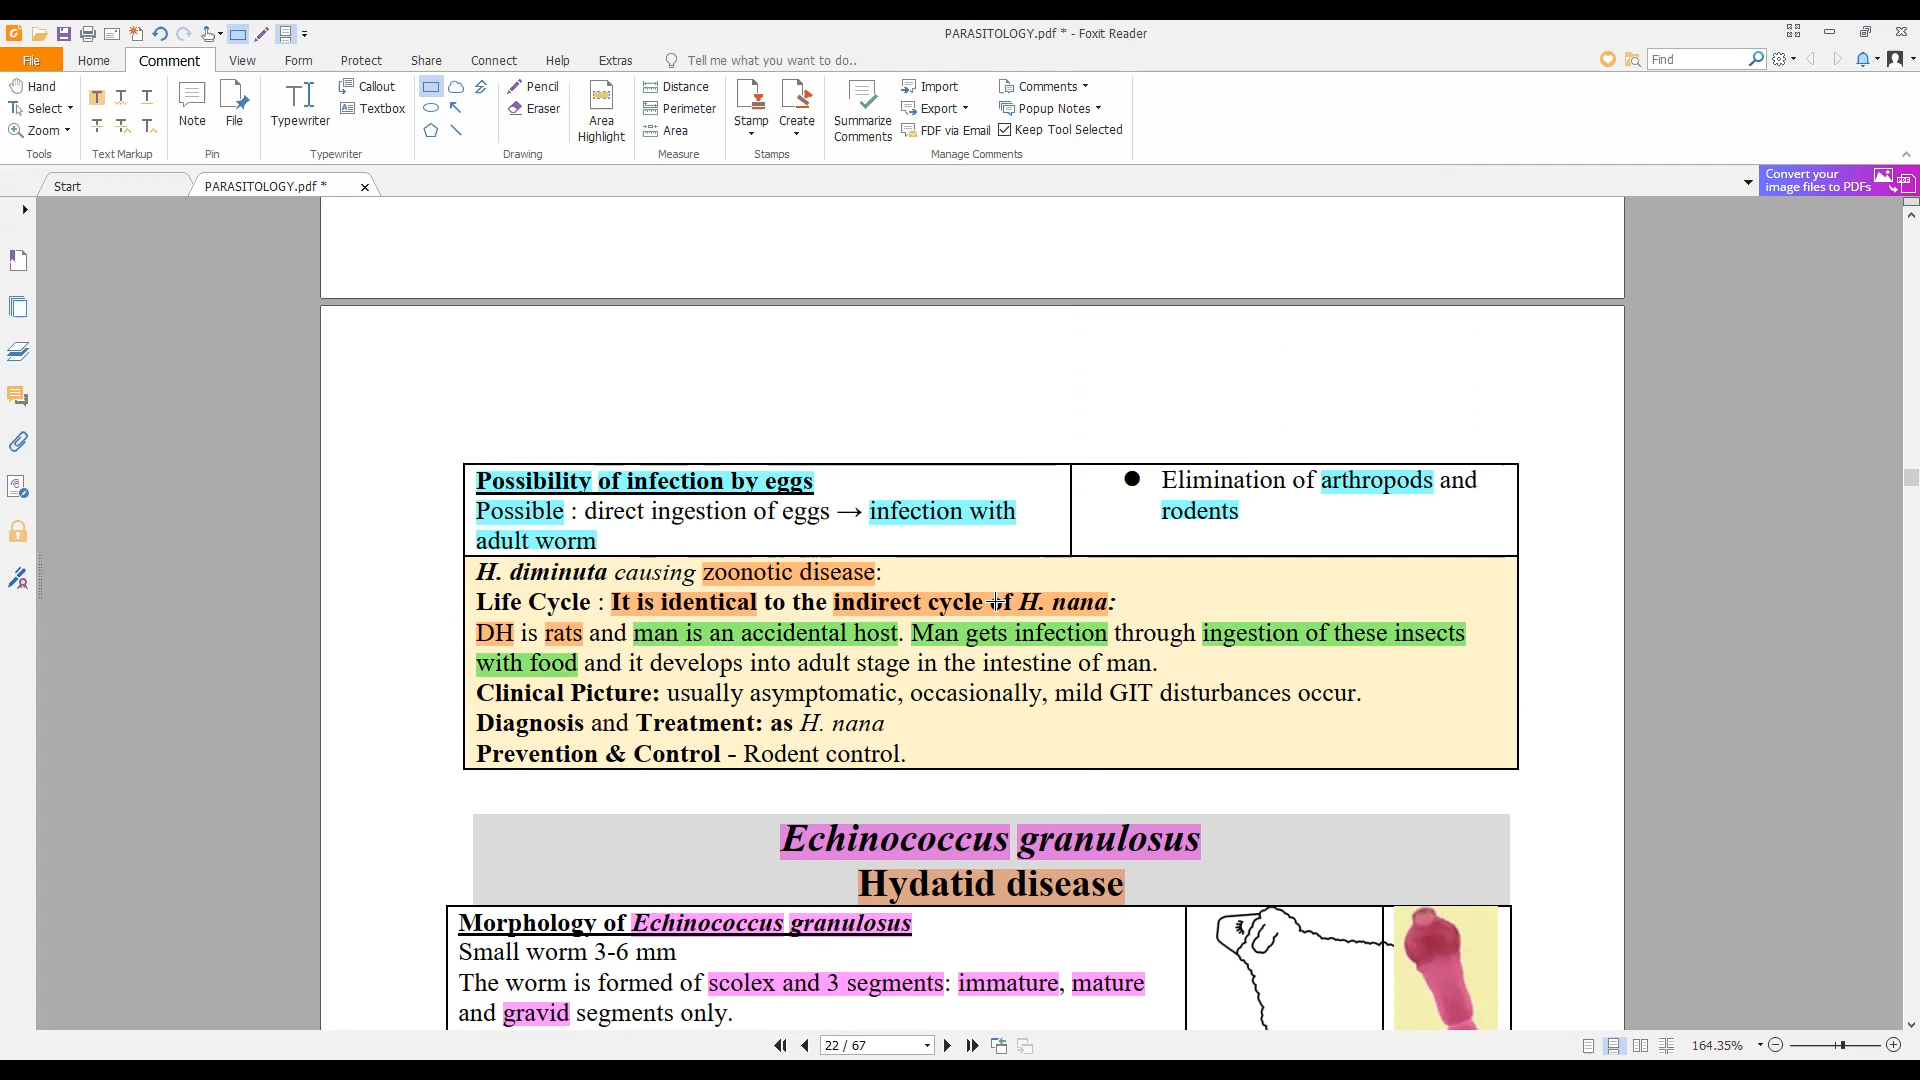 PARASITOLOGY.pdf * - Foxit Reader
File Home Comment View Form Protect Share Connect Help Extras Tell me what you want to do.. Find
Hand
Select
Zoom
Tools
Text Markup
Note
File
Pin
Typewriter
Callout
Textbox
Typewriter
Pencil
Eraser
Drawing
Area
Highlight
Distance
Perimeter
Area
Measure
Stamp
Create
Stamps
Summarize
Comments
Import
Export
FDF via Email
Comments
Popup Notes
Keep Tool Selected
Manage Comments
Start
PARASITOLOGY.pdf *
Convert your
image files to PDFs
Possibility of infection by eggs
Possible : direct ingestion of eggs → infection with
adult worm
● Elimination of arthropods and
rodents
H. diminuta causing zoonotic disease:
Life Cycle : It is identical to the indirect cycle of H. nana:
DH is rats and man is an accidental host. Man gets infection through ingestion of these insects
with food and it develops into adult stage in the intestine of man.
Clinical Picture: usually asymptomatic, occasionally, mild GIT disturbances occur.
Diagnosis and Treatment: as H. nana
Prevention & Control - Rodent control.
Echinococcus granulosus
Hydatid disease
Morphology of Echinococcus granulosus
Small worm 3-6 mm
The worm is formed of scolex and 3 segments: immature, mature
and gravid segments only.
22 / 67
164.35%